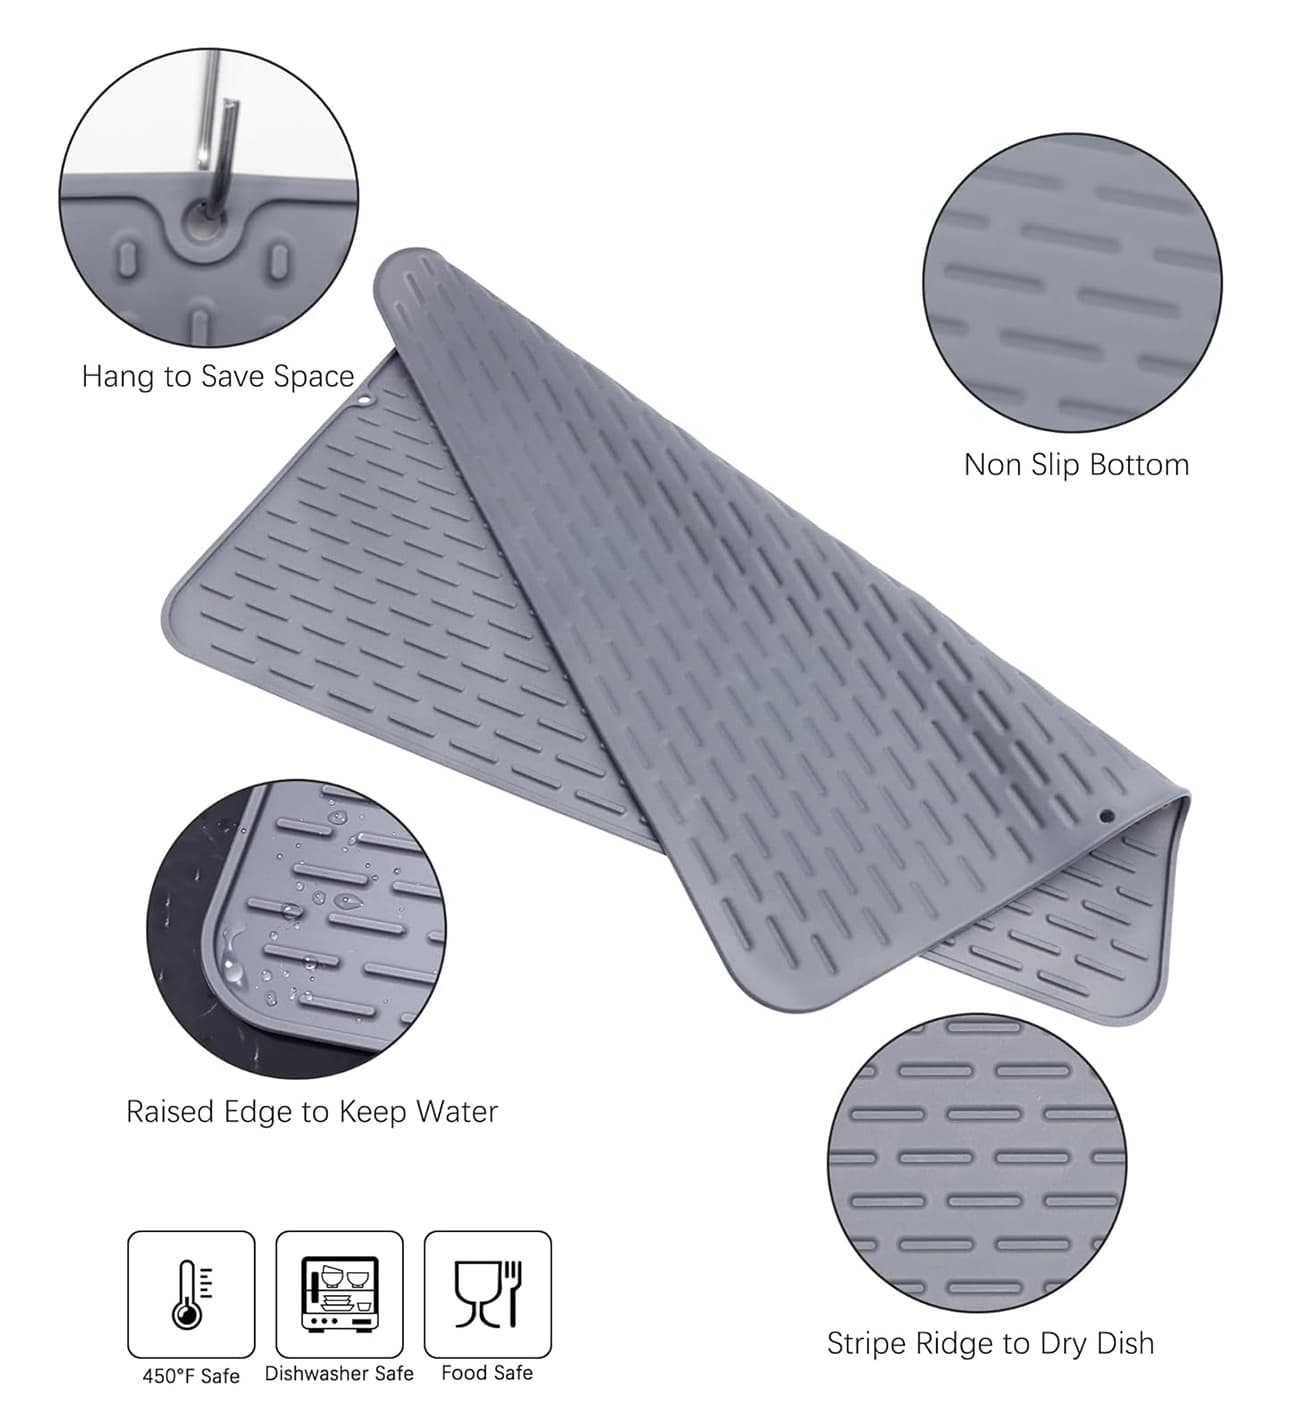 Hang to Save Space
Non Slip Bottom
Raised Edge to Keep Water
Stripe Ridge to Dry Dish
450°F Safe
Dishwasher Safe
Food Safe